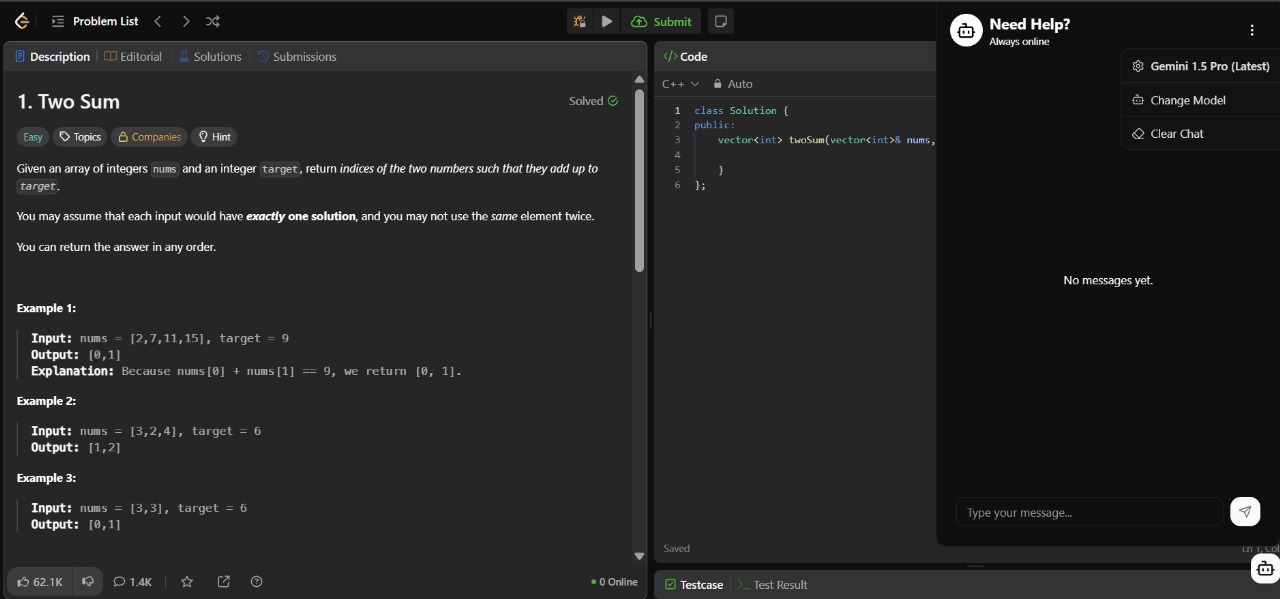 Problem List
Submit
Need Help?
Always online
Gemini 1.5 Pro (Latest)
Change Model
Clear Chat
No messages yet.
Type your message...
Description
Editorial
Solutions
Submissions
1. Two Sum
Solved
Easy
Topics
Companies
Hint
Given an array of integers nums and an integer target, return indices of the two numbers such that they add up to
target.
You may assume that each input would have exactly one solution, and you may not use the same element twice.
You can return the answer in any order.
Example 1:
Input: nums = [2,7,11,15], target = 9
Output: [0,1]
Explanation: Because nums[0] + nums[1] == 9, we return [0, 1].
Example 2:
Input: nums = [3,2,4], target = 6
Output: [1,2]
Example 3:
Input: nums = [3,3], target = 6
Output: [0,1]
62.1K
1.4K
0 Online
</> Code
C++
Auto
1 class Solution {
2 public:
3 vector<int> twoSum(vector<int>& nums,
4
5 }
6 };
Saved
Ln 1, Col
Testcase
Test Result